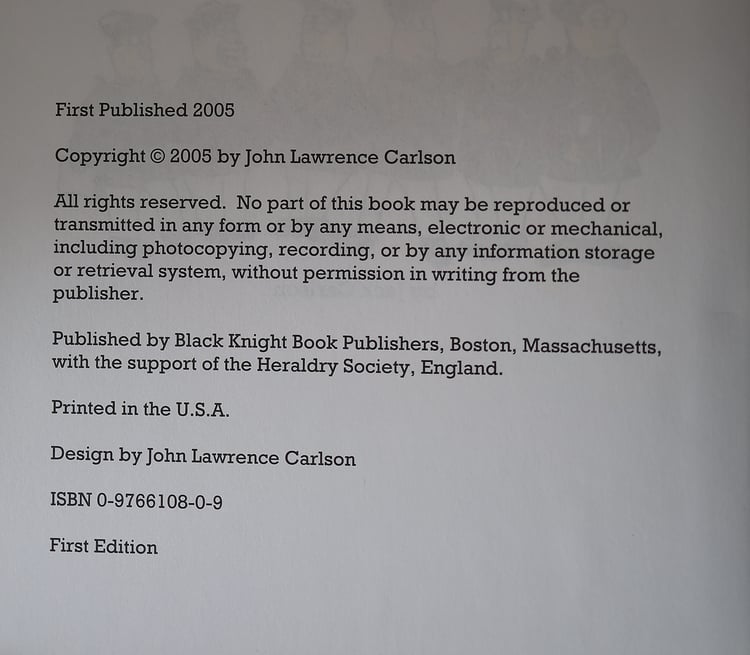 First Published 2005
Copyright © 2005 by John Lawrence Carlson
All rights reserved.  No part of this book may be reproduced or
transmitted in any form or by any means, electronic or mechanical,
including photocopying, recording, or by any information storage
or retrieval system, without permission in writing from the
publisher.
Published by Black Knight Book Publishers, Boston, Massachusetts,
with the support of the Heraldry Society, England.
Printed in the U.S.A.
Design by John Lawrence Carlson
ISBN 0-9766108-0-9
First Edition